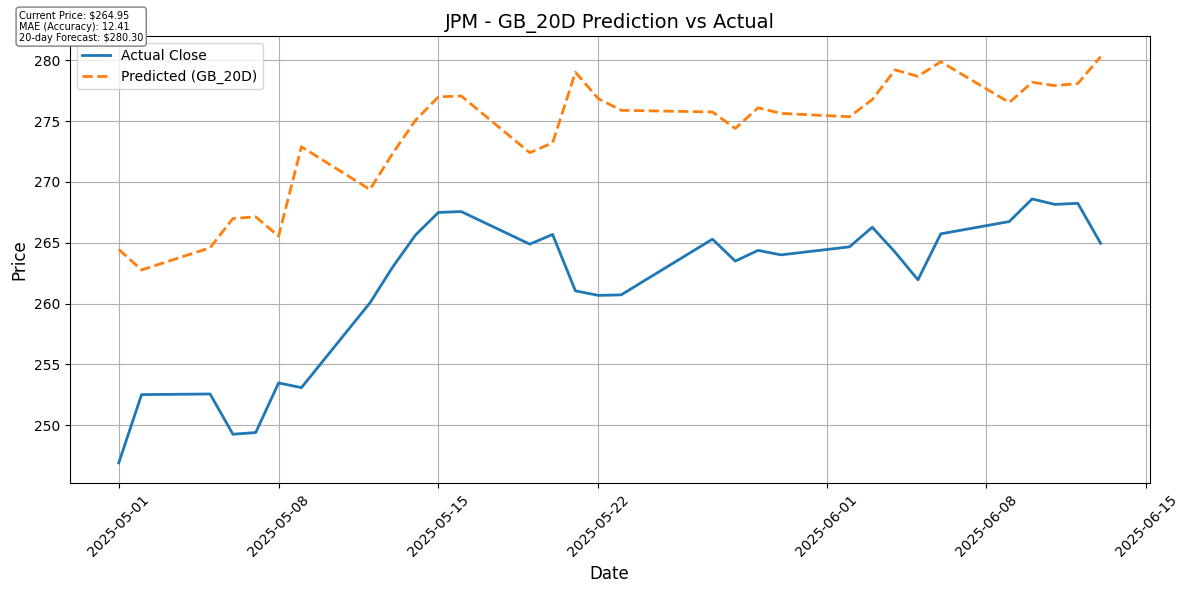 JPM - GB_20D Prediction vs Actual
Current Price: $264.95
MAE (Accuracy): 12.41
20-day Forecast: $280.30
Actual Close
Predicted (GB_20D)
280
275
270
265
260
255
250
Price
2025-05-01
2025-05-08
2025-05-15
2025-05-22
2025-06-01
2025-06-08
2025-06-15
Date